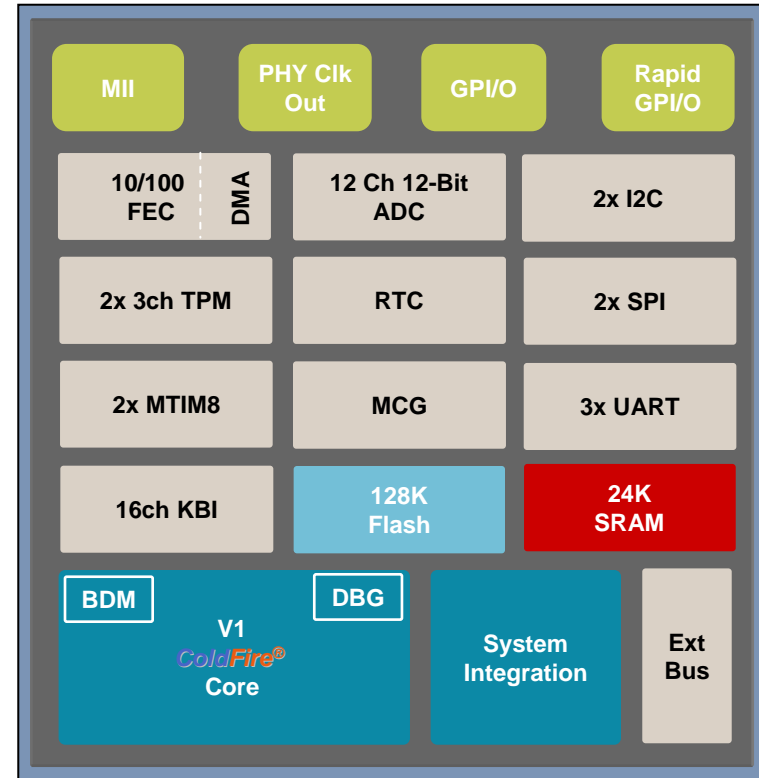 MII
PHY Clk
Out
GPI/O
Rapid
GPI/O
10/100
FEC
DMA
12 Ch 12-Bit
ADC
2x I2C
2x 3ch TPM
RTC
2x SPI
2x MTIM8
MCG
3x UART
16ch KBI
128K
Flash
24K
SRAM
BDM
DBG
V1
ColdFire®
Core
System
Integration
Ext
Bus